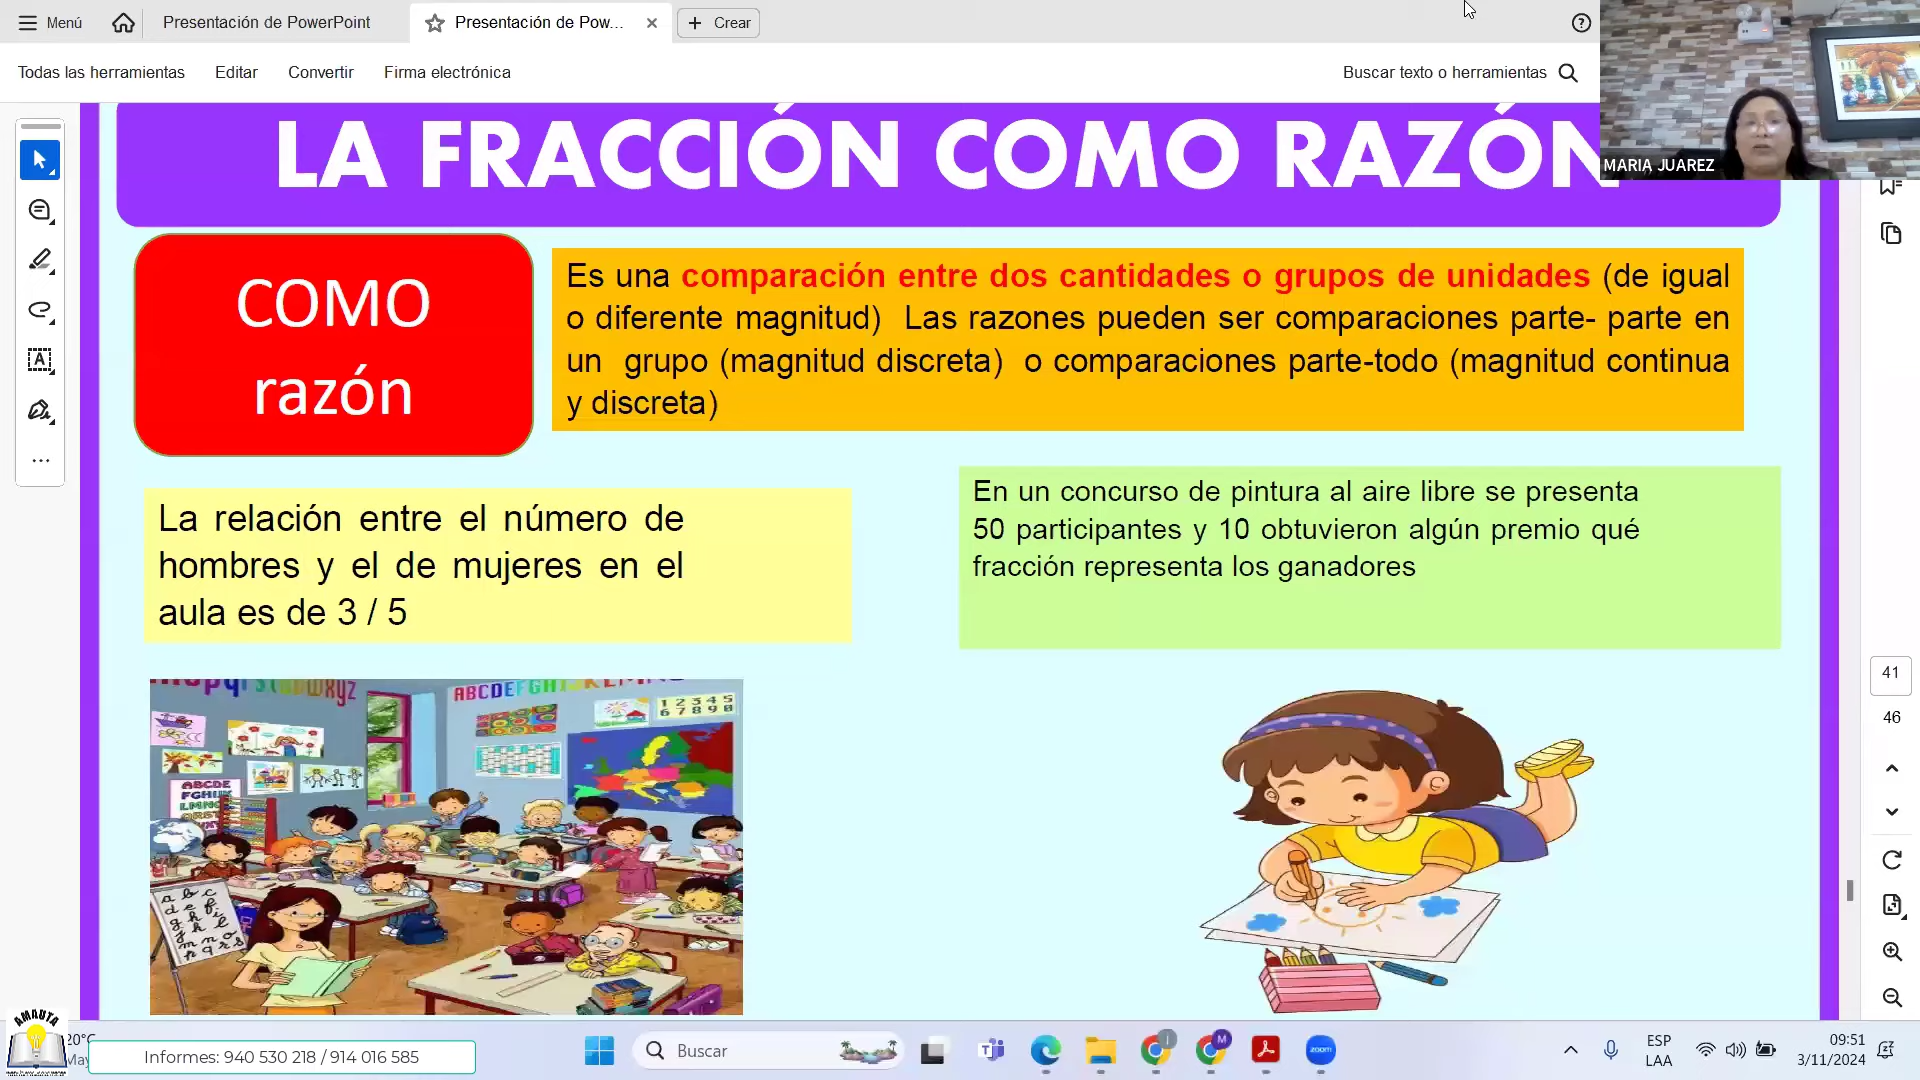 Menú
Presentación de PowerPoint
Presentación de Pow...
Crear
Todas las herramientas
Editar
Convertir
Firma electrónica
Buscar texto o herramientas
MARIA JUAREZ
LA FRACCIÓN COMO RAZÓN
COMO
razón
Es una comparación entre dos cantidades o grupos de unidades (de igual
o diferente magnitud) Las razones pueden ser comparaciones parte- parte en
un grupo (magnitud discreta) o comparaciones parte-todo (magnitud continua
y discreta)
La relación entre el número de
hombres y el de mujeres en el
aula es de 3 / 5
En un concurso de pintura al aire libre se presenta
50 participantes y 10 obtuvieron algún premio qué
fracción representa los ganadores
41
46
AMAUTA
20°C
Informes: 940 530 218 / 914 016 585
Buscar
zoom
ESP
LAA
09:51
3/11/2024